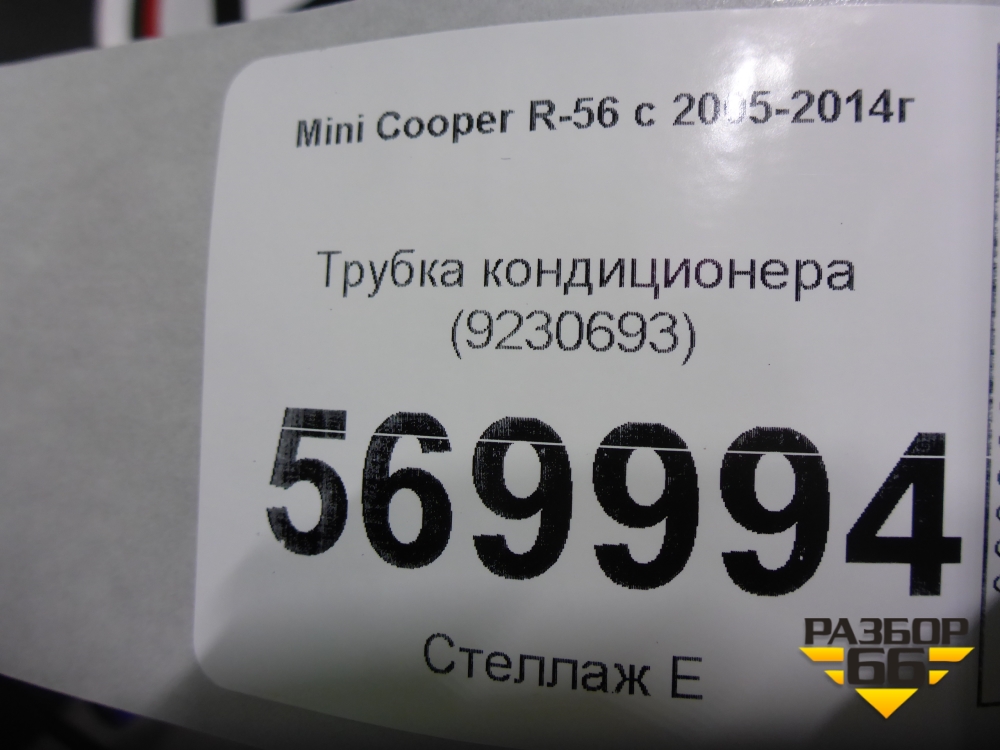 Mini Cooper R-56 с 2005-2014г
Трубка кондиционера
(9230693)
569994
Стеллаж Е
РАЗБОР
66